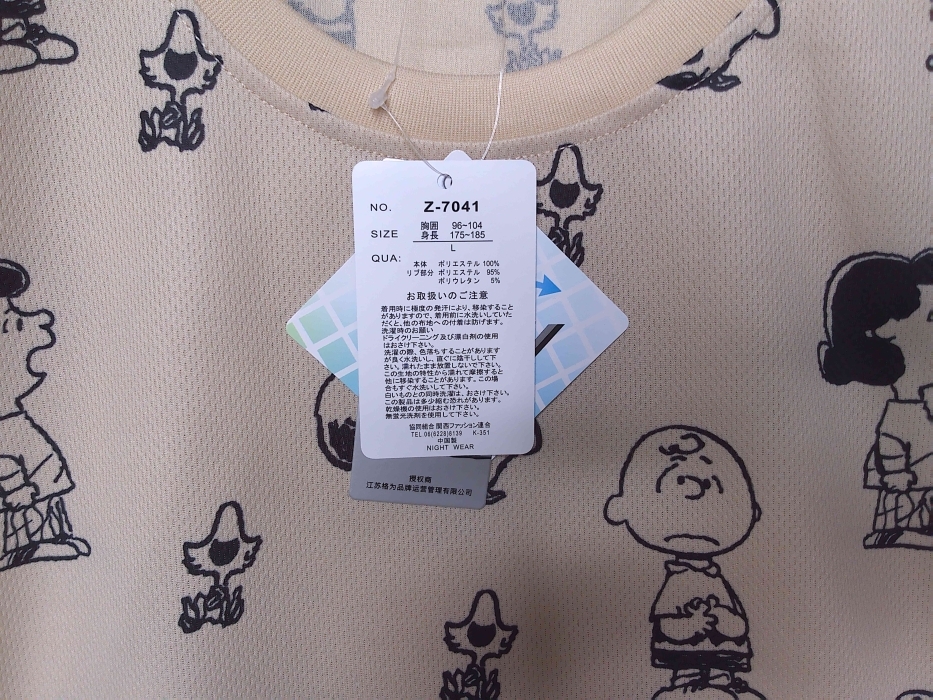 NO. Z-7041
SIZE 胸囲 96~104
身長 175~185
L
QUA: 本体 ポリエステル 100%
リブ部分 ポリエステル 95%
ポリウレタン 5%
お取扱いのご注意
着用時に極度の発汗により、移染すること
がありますので、着用前に水洗いしていた
だくと、他の布地への付着は防げます。
洗濯時のお願い
ドライクリーニング及び漂白剤の使用
はおさけ下さい。
洗濯の際、色落ちすることがあります
が良く水洗いし、直ぐに陰干しして下
さい。濡れたまま放置しないで下さい。
この生地の特性から濡れて摩擦すると
他に移染することがあります。この場
合もすぐ水洗いして下さい。
白いものとの同時洗濯は、おさけ下さい。
この製品は多少縮む恐れがあります。
乾燥機の使用はおさけ下さい。
無蛍光洗剤を使用して下さい。
協同組合 関西ファッション連合
TEL 06(6228)6139 K-351
中国製
NIGHT WEAR
授权商
江苏格为品牌运营管理有限公司